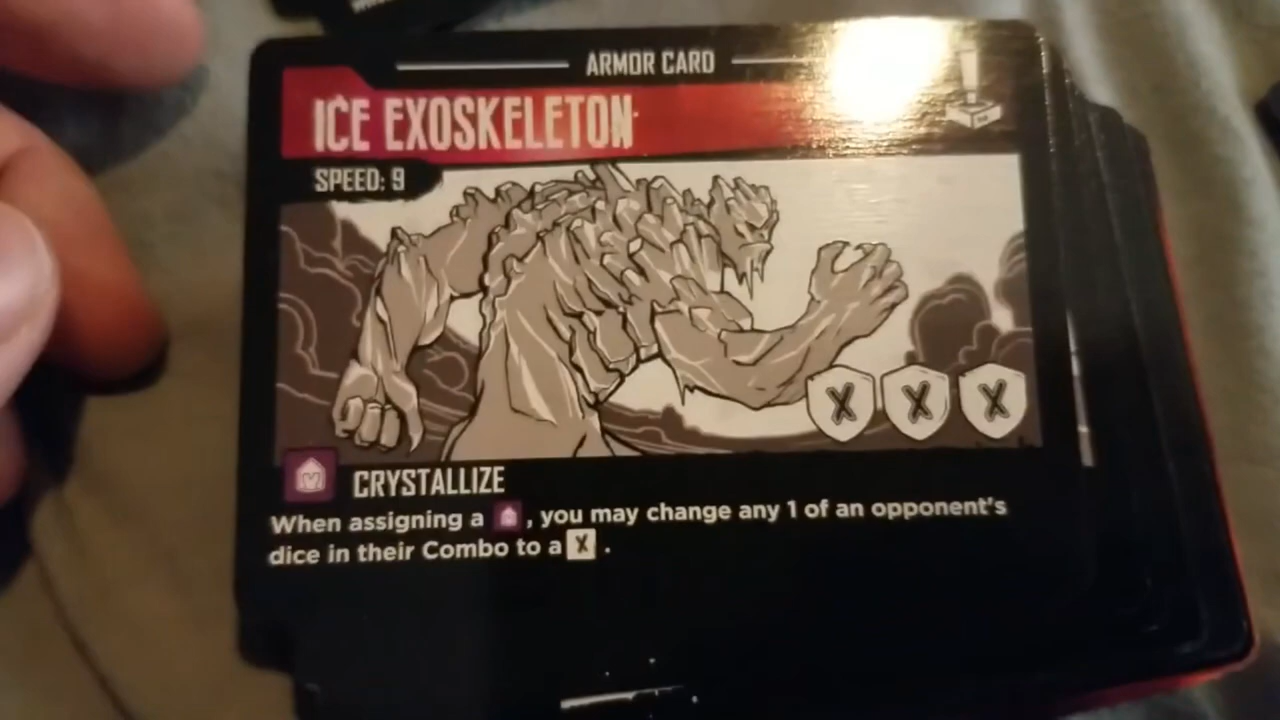 ARMOR CARD
ICE EXOSKELETON
SPEED: 9
X X X
CRYSTALLIZE
When assigning a , you may change any 1 of an opponent's
dice in their Combo to a X .